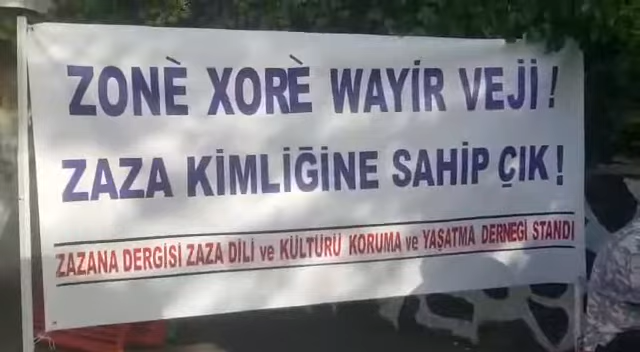 ZONÈ XORÈ WAYİR VEJİ !
ZAZA KİMLİĞİNE SAHİP ÇIK !
ZAZANA DERGİSİ ZAZA DİLİ ve KÜLTÜRÜ KORUMA ve YAŞATMA DERNEGİ STANDI